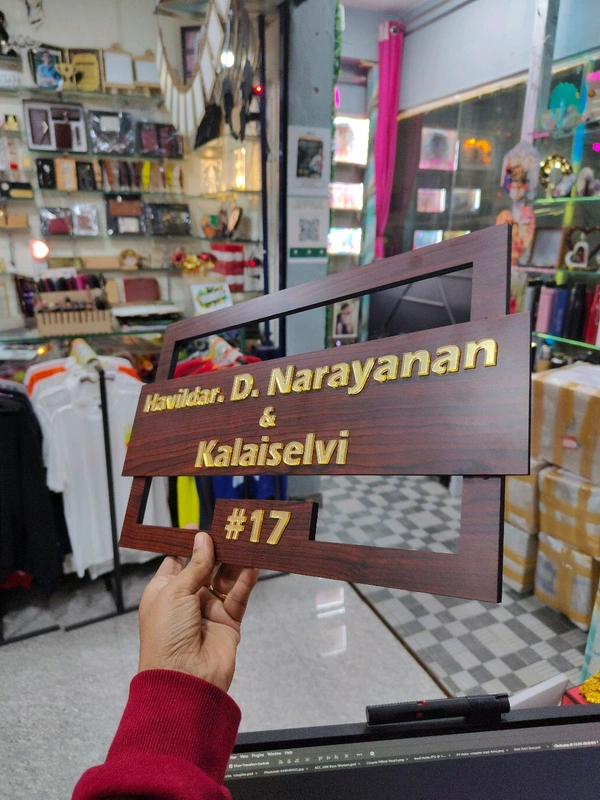 Havildar. D. Narayanan
&
Kalaiselvi
#17